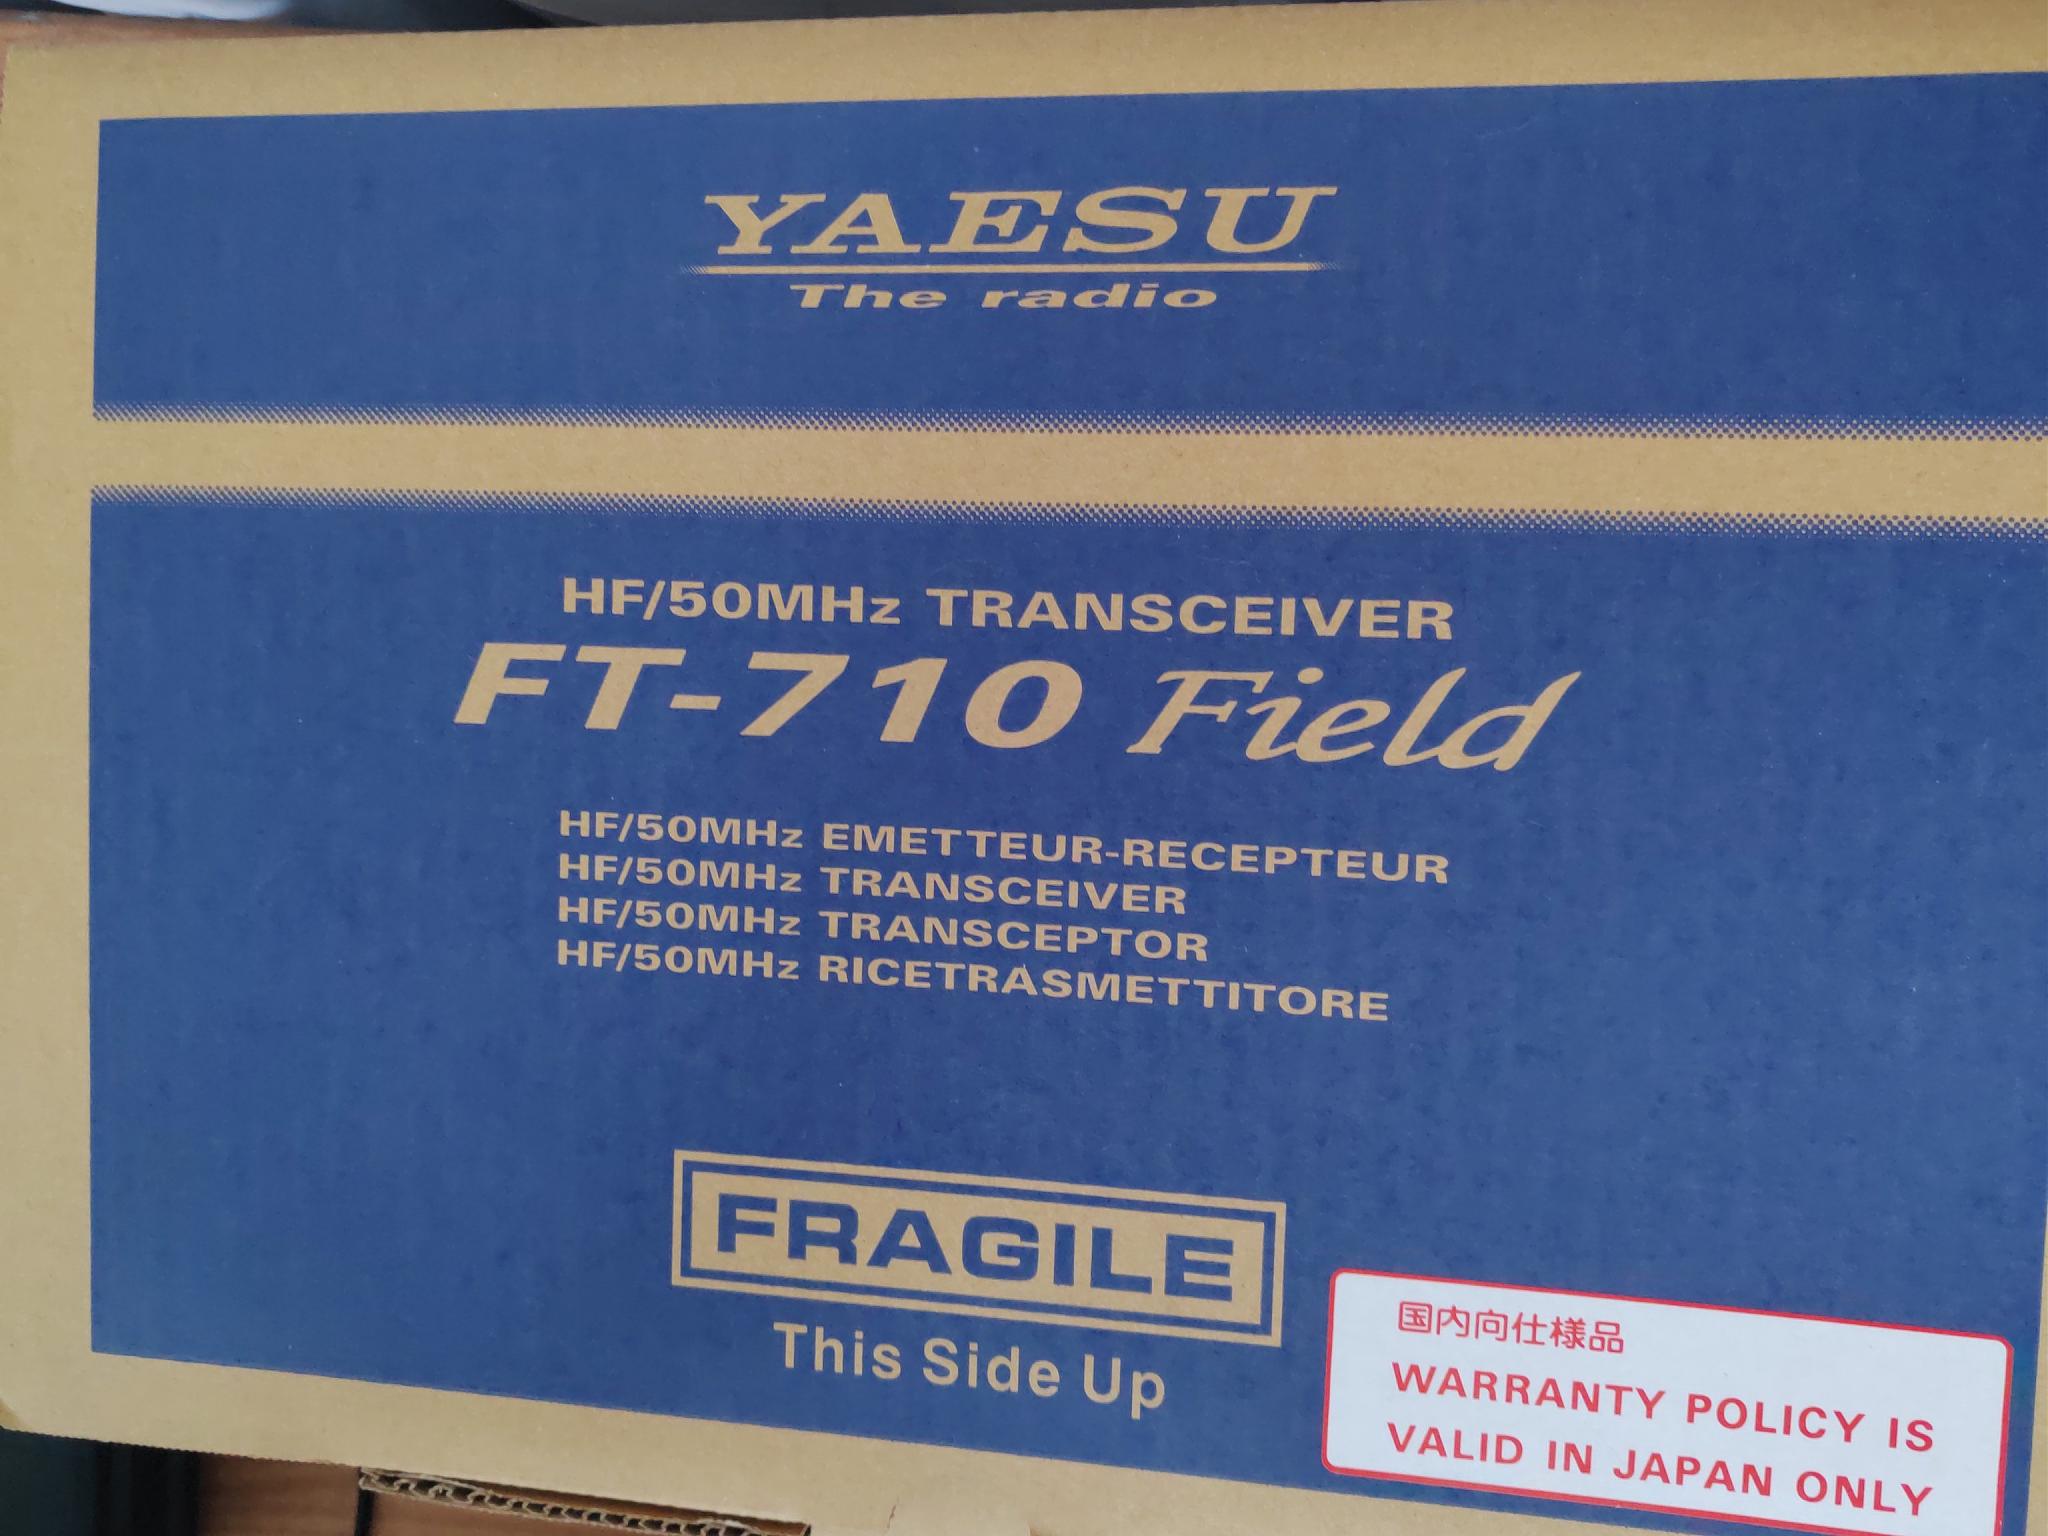 YAESU
The radio
HF/50MHz TRANSCEIVER
FT-710 Field
HF/50MHz EMETTEUR-RECEPTEUR
HF/50MHz TRANSCEIVER
HF/50MHz TRANSCEPTOR
HF/50MHz RICETRASMETTITORE
FRAGILE
This Side Up
国内向仕様品
WARRANTY POLICY IS
VALID IN JAPAN ONLY